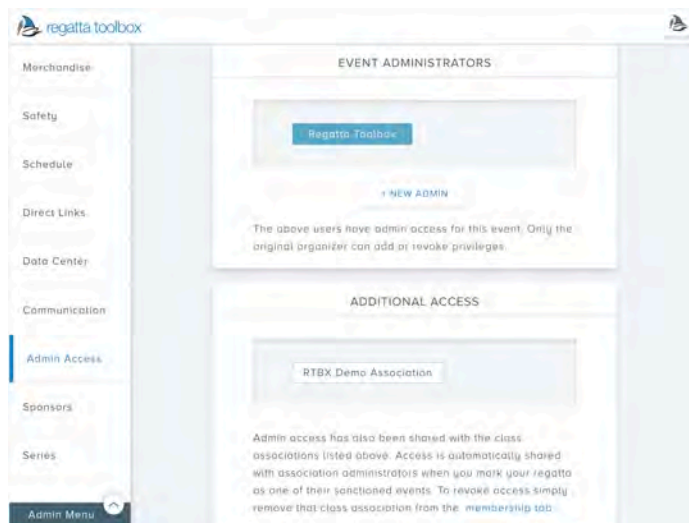 regatta toolbox
Merchandise
Safety
Schedule
Direct Links
Data Center
Communication
Admin Access
Sponsors
Series
Admin Menu
EVENT ADMINISTRATORS
Regatta Toolbox
+ NEW ADMIN
The above users have admin access for this event. Only the
original organizer can add or revoke privileges.
ADDITIONAL ACCESS
RTBX Demo Association
Admin access has also been shared with the class
associations listed above. Access is automatically shared
with association administrators when you mark your regatta
as one of their sanctioned events. To revoke access simply
remove that class association from the membership tab